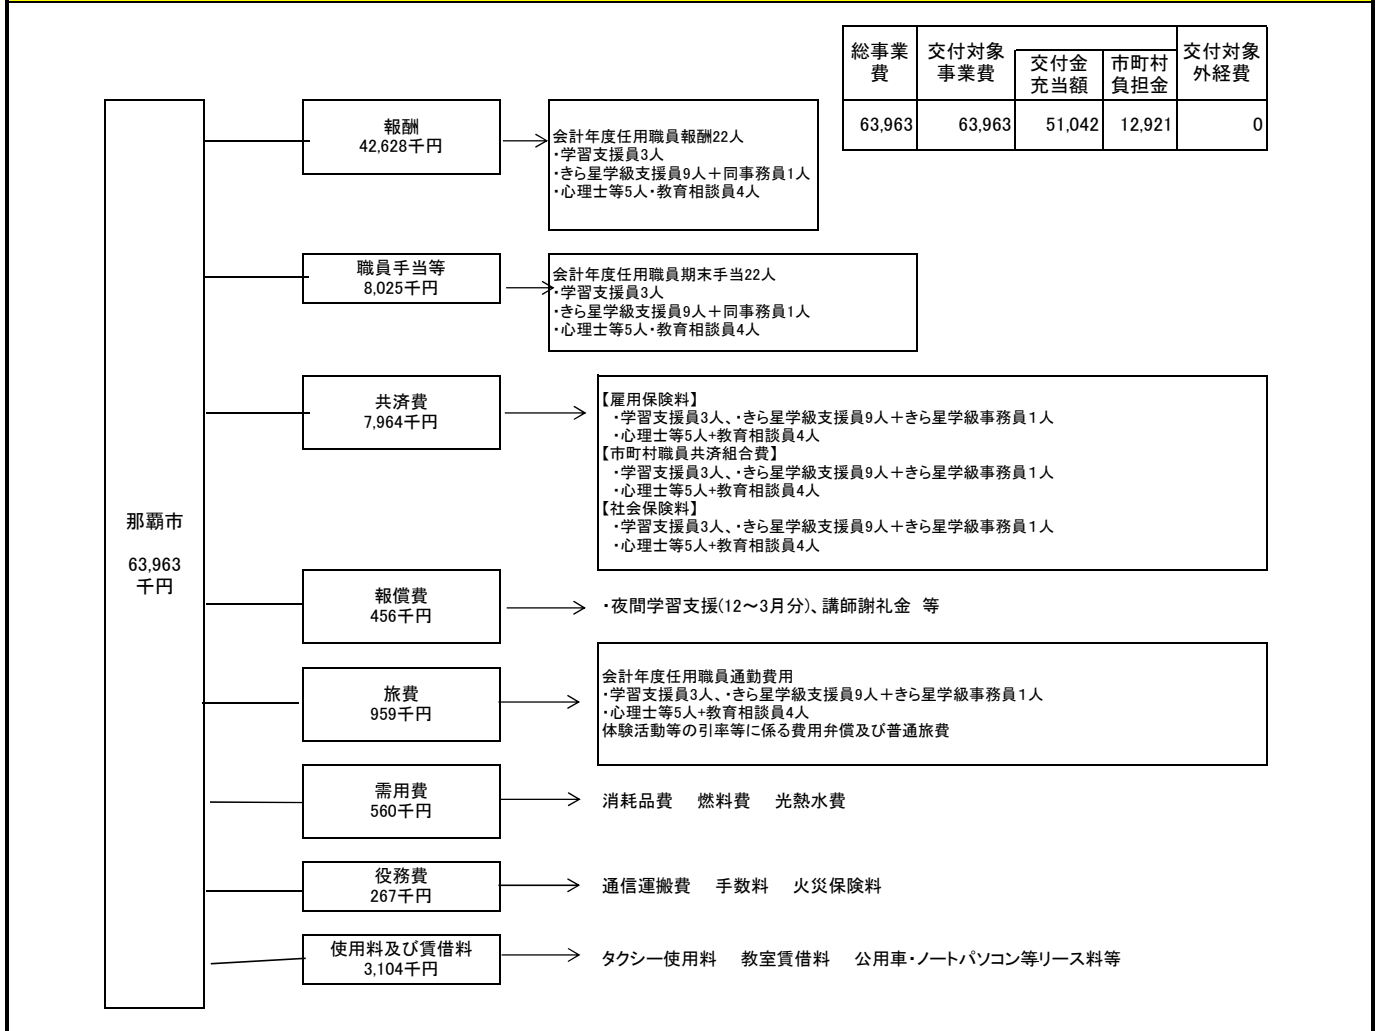 総事業費
交付対象事業費
交付金充当額
市町村負担金
交付対象外経費
63,963
63,963
51,042
12,921
0
那覇市
63,963
千円
報酬
42,628千円
会計年度任用職員報酬22人
・学習支援員3人
・きら星学級支援員9人＋同事務員1人
・心理士等5人・教育相談員4人
職員手当等
8,025千円
会計年度任用職員期末手当22人
・学習支援員3人
・きら星学級支援員9人＋同事務員1人
・心理士等5人・教育相談員4人
共済費
7,964千円
【雇用保険料】
・学習支援員3人、・きら星学級支援員9人＋きら星学級事務員１人
・心理士等5人+教育相談員4人
【市町村職員共済組合費】
・学習支援員3人、・きら星学級支援員9人＋きら星学級事務員１人
・心理士等5人+教育相談員4人
【社会保険料】
・学習支援員3人、・きら星学級支援員9人＋きら星学級事務員１人
・心理士等5人+教育相談員4人
報償費
456千円
・夜間学習支援(12～3月分)、講師謝礼金　等
旅費
959千円
会計年度任用職員通勤費用
・学習支援員3人、・きら星学級支援員9人＋きら星学級事務員１人
・心理士等5人+教育相談員4人
体験活動等の引率等に係る費用弁償及び普通旅費
需用費
560千円
消耗品費　燃料費　光熱水費
役務費
267千円
通信運搬費　手数料　火災保険料
使用料及び賃借料
3,104千円
タクシー使用料　教室賃借料　公用車・ノートパソコン等リース料等